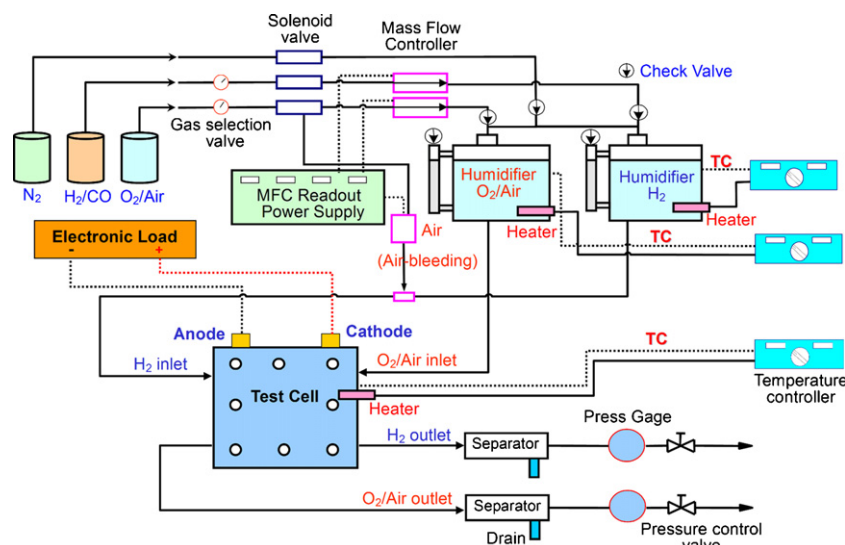 Solenoid
valve
Mass Flow
Controller
Check Valve
Gas selection
valve
N2
H2/CO
O2/Air
MFC Readout
Power Supply
Humidifier
O2/Air
Humidifier
H2
TC
Heater
Heater
TC
Air
(Air-bleeding)
Electronic Load
-
+
Anode
Cathode
H2 inlet
O2/Air inlet
Test Cell
Heater
TC
Temperature
controller
H2 outlet
Separator
Press Gage
O2/Air outlet
Separator
Drain
Pressure control
valve